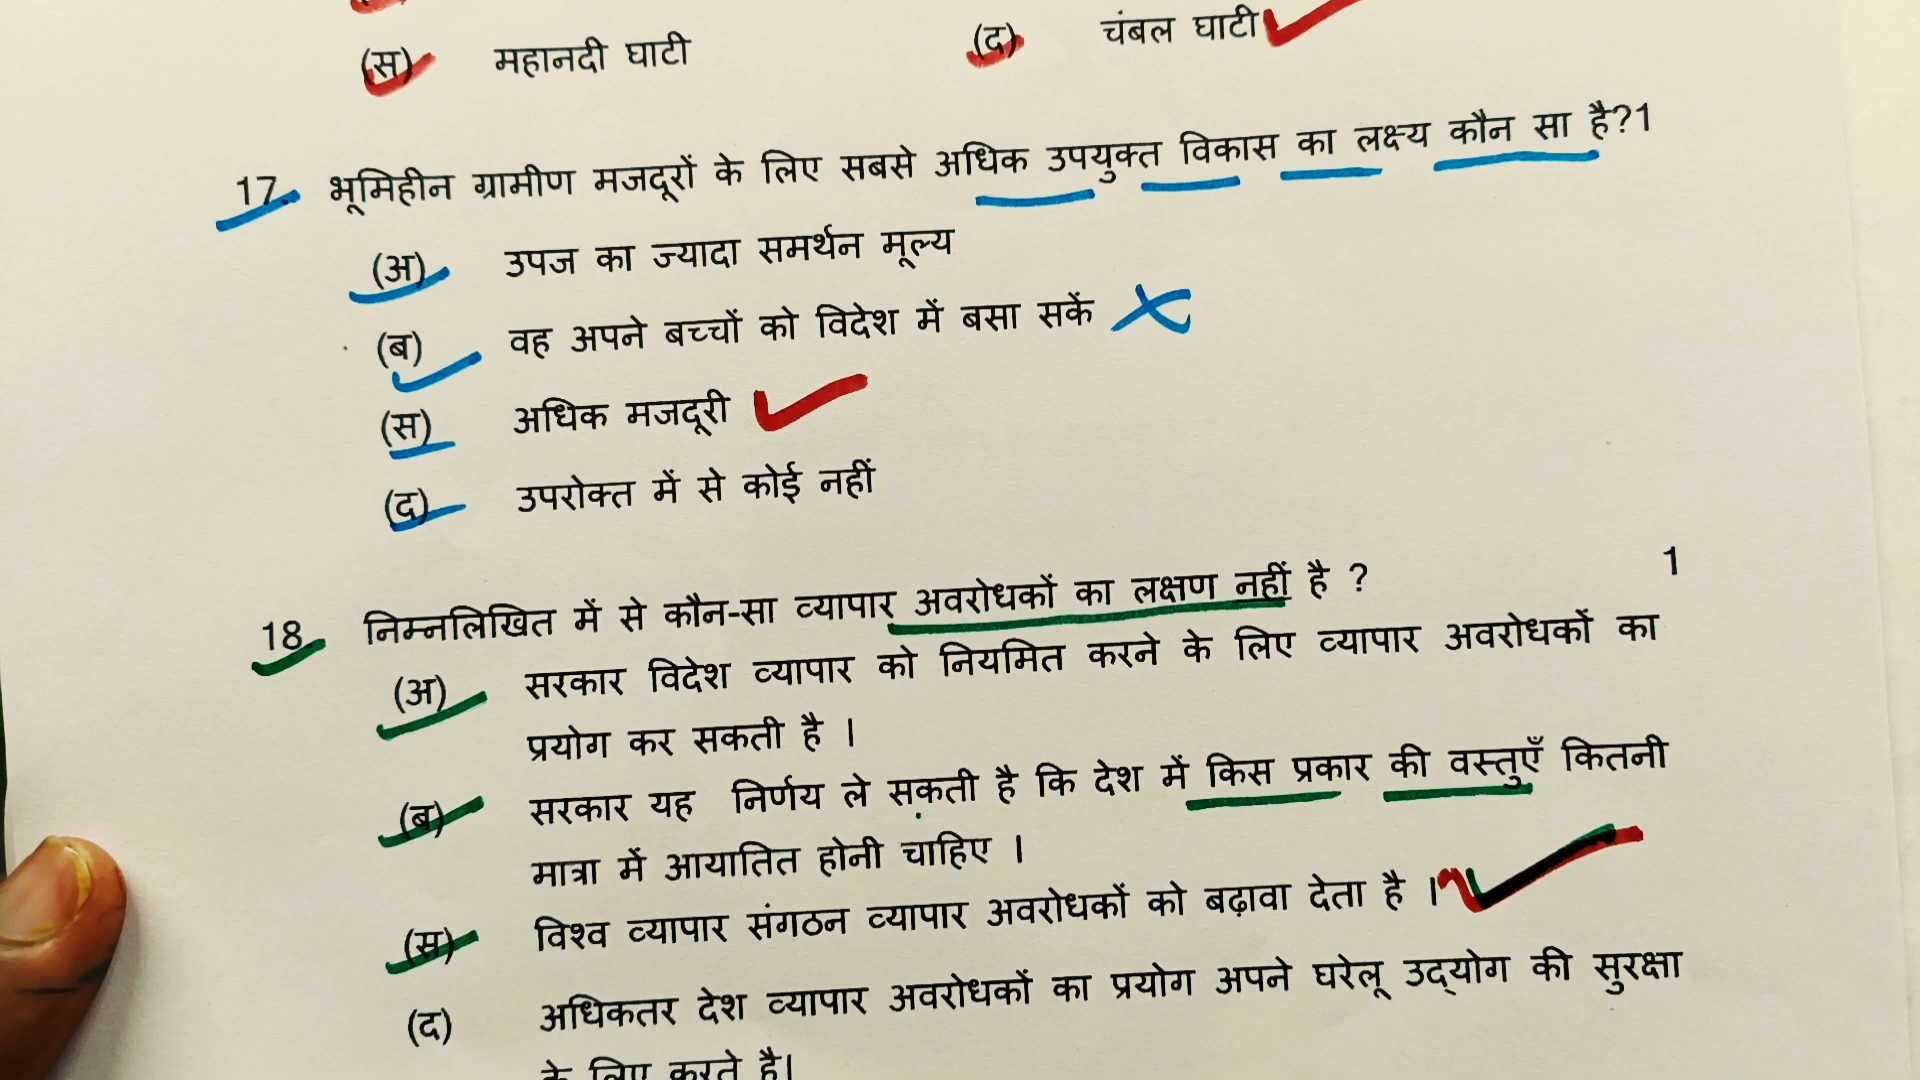 (स) महानदी घाटी (द) चंबल घाटी
17. भूमिहीन ग्रामीण मजदूरों के लिए सबसे अधिक उपयुक्त विकास का लक्ष्य कौन सा है?1
(अ) उपज का ज्यादा समर्थन मूल्य
(ब) वह अपने बच्चों को विदेश में बसा सकें
(स) अधिक मजदूरी
(द) उपरोक्त में से कोई नहीं
18. निम्नलिखित में से कौन-सा व्यापार अवरोधकों का लक्षण नहीं है ? 1
(अ) सरकार विदेश व्यापार को नियमित करने के लिए व्यापार अवरोधकों का
प्रयोग कर सकती है ।
(ब) सरकार यह निर्णय ले सकती है कि देश में किस प्रकार की वस्तुएँ कितनी
मात्रा में आयातित होनी चाहिए ।
(स) विश्व व्यापार संगठन व्यापार अवरोधकों को बढ़ावा देता है ।
(द) अधिकतर देश व्यापार अवरोधकों का प्रयोग अपने घरेलू उद्योग की सुरक्षा
के लिए करते है।